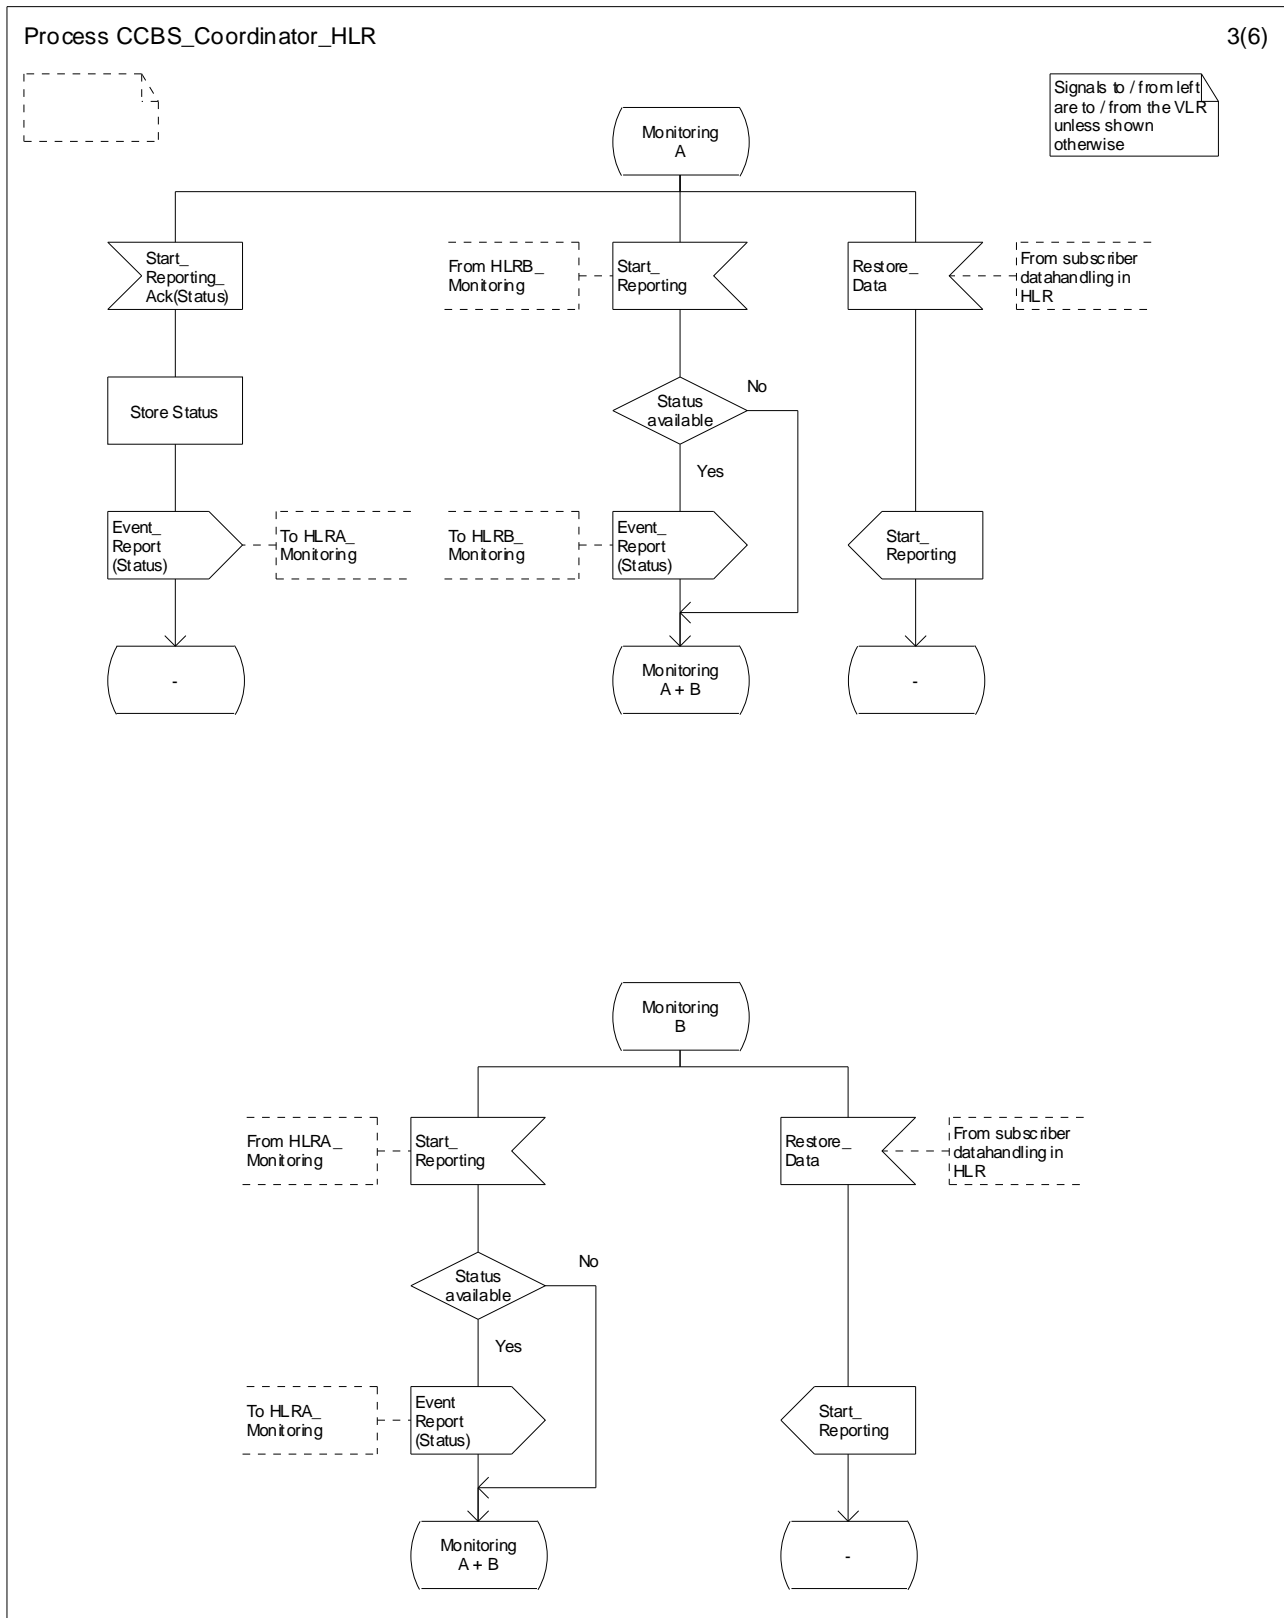 Process CCBS_Coordinator_HLR
3(6)
Signals to / from left
are to / from the VLR
unless shown
otherwise
Monitoring
A
Start_
Reporting_
Ack(Status)
From HLRB_
Monitoring
Start_
Reporting
Restore_
Data
From subscriber
datahandling in
HLR
Store Status
Status
available
No
Yes
Event_
Report
(Status)
To HLRA_
Monitoring
To HLRB_
Monitoring
Event_
Report
(Status)
Start_
Reporting
-
Monitoring
A + B
-
Monitoring
B
From HLRA_
Monitoring
Start_
Reporting
Restore_
Data
From subscriber
datahandling in
HLR
Status
available
No
Yes
To HLRA_
Monitoring
Event
Report
(Status)
Start_
Reporting
Monitoring
A + B
-